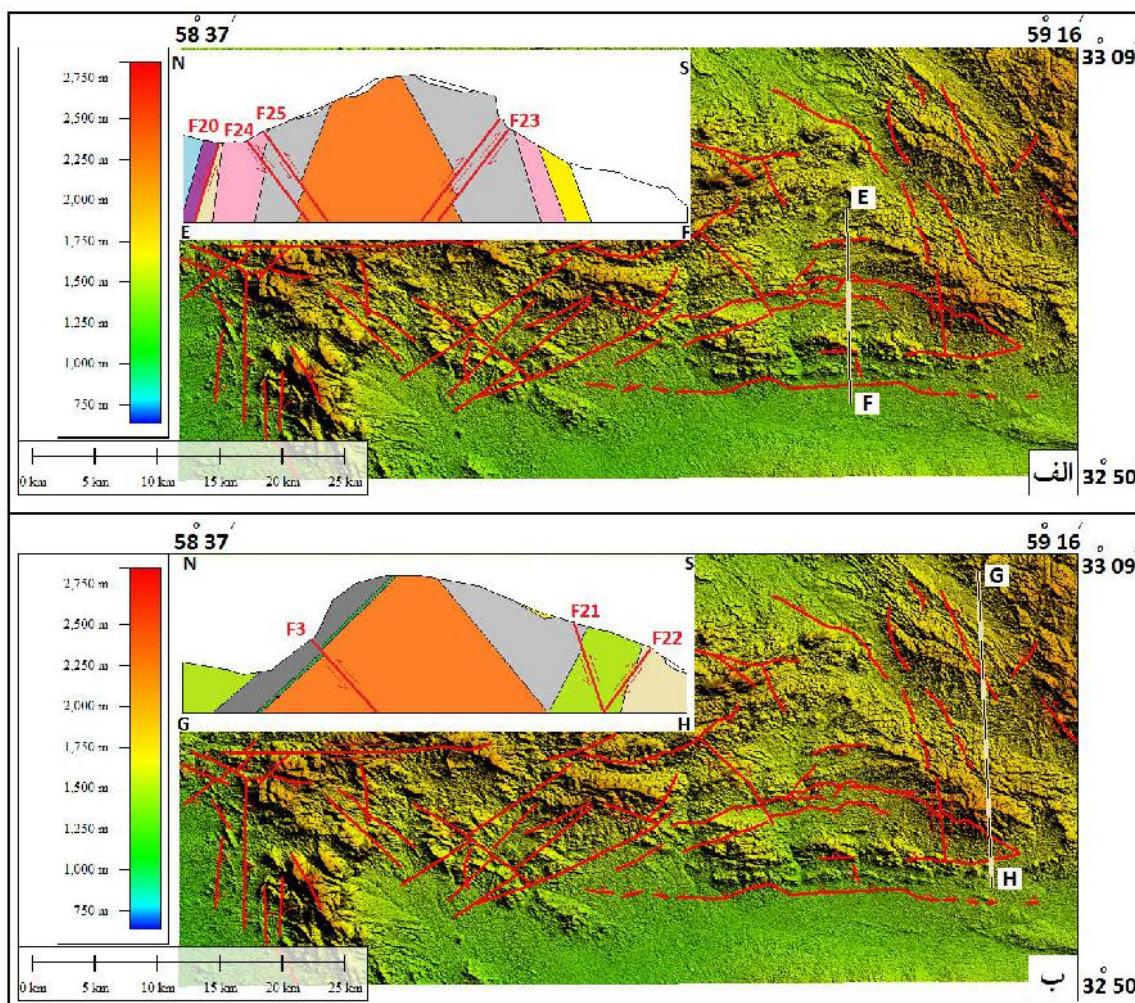 58 37
59 16
33 09
2,750 m
2,500 m
2,250 m
2,000 m
1,750 m
1,500 m
1,250 m
1,000 m
750 m
N
S
F20
F24
F25
F23
E
F
E
F
0 km
5 km
10 km
15 km
20 km
25 km
الف
32 50
58 37
59 16
33 09
2,750 m
2,500 m
2,250 m
2,000 m
1,750 m
1,500 m
1,250 m
1,000 m
750 m
N
S
F3
F21
F22
G
H
G
H
0 km
5 km
10 km
15 km
20 km
25 km
ب
32 50